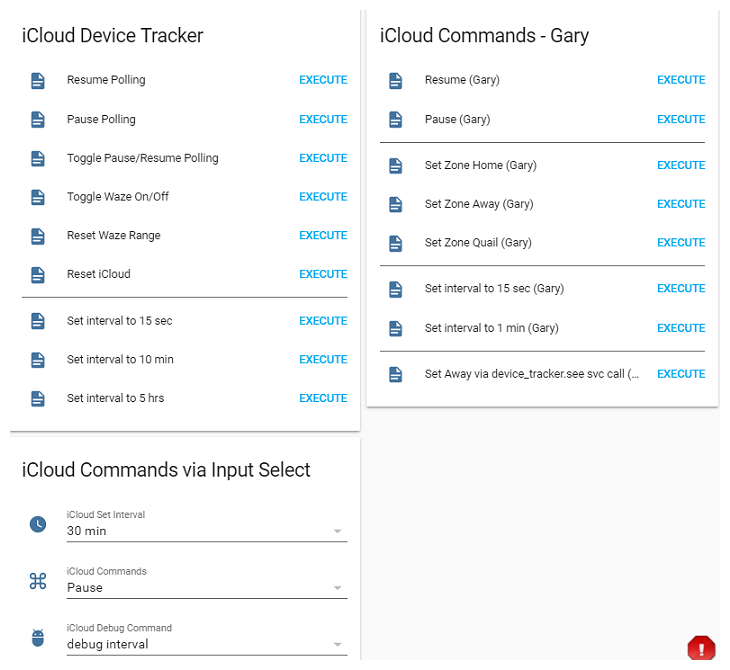 iCloud Device Tracker
Resume Polling EXECUTE
Pause Polling EXECUTE
Toggle Pause/Resume Polling EXECUTE
Toggle Waze On/Off EXECUTE
Reset Waze Range EXECUTE
Reset iCloud EXECUTE
Set interval to 15 sec EXECUTE
Set interval to 10 min EXECUTE
Set interval to 5 hrs EXECUTE
iCloud Commands - Gary
Resume (Gary) EXECUTE
Pause (Gary) EXECUTE
Set Zone Home (Gary) EXECUTE
Set Zone Away (Gary) EXECUTE
Set Zone Quail (Gary) EXECUTE
Set interval to 15 sec (Gary) EXECUTE
Set interval to 1 min (Gary) EXECUTE
Set Away via device_tracker.see svc call (... EXECUTE
iCloud Commands via Input Select
iCloud Set Interval
30 min
iCloud Commands
Pause
iCloud Debug Command
debug interval
!